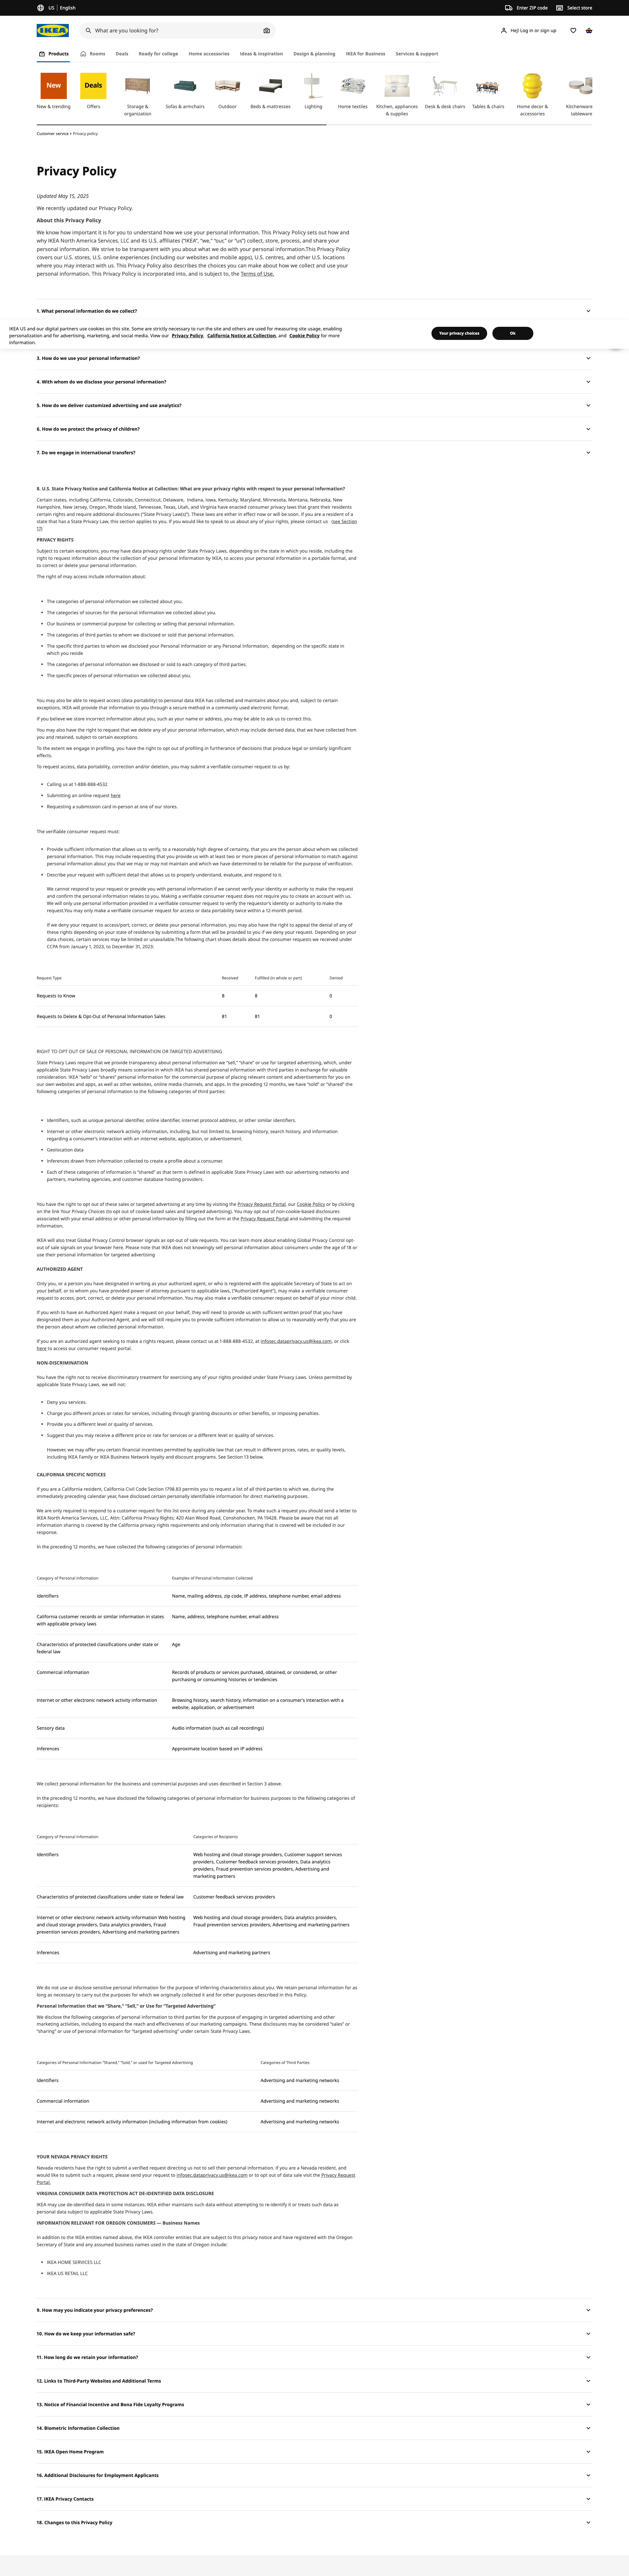 US | English
Enter ZIP code
Select store
IKEA
What are you looking for?
Hej! Log in or sign up
Products
Rooms
Deals
Ready for college
Home accessories
Ideas & inspiration
Design & planning
IKEA for Business
Services & support
New
Deals
New & trending
Offers
Storage &
organization
Sofas & armchairs
Outdoor
Beds & mattresses
Lighting
Home textiles
Kitchen, appliances
& supplies
Desk & desk chairs
Tables & chairs
Home decor &
accessories
Kitchenware
tableware
Customer service > Privacy policy
Privacy Policy
Updated May 15, 2025
We recently updated our Privacy Policy.
About this Privacy Policy
We know how important it is for you to understand how we use your personal information. This Privacy Policy sets out how and
why IKEA North America Services, LLC and its U.S. affiliates ("IKEA", "we," "our," or "us") collect, store, process, and share your
personal information. We strive to be transparent with you about what we do with your personal information.This Privacy Policy
covers our U.S. stores, U.S. online experiences (including our websites and mobile apps), U.S. centres, and other U.S. locations
where you may interact with us. This Privacy Policy also describes the choices you can make about how we collect and use your
personal information. This Privacy Policy is incorporated into, and is subject to, the Terms of Use.
1. What personal information do we collect?
IKEA US and our digital partners use cookies on this site. Some are strictly necessary to run the site and others are used for measuring the site usage, enabling
personalization and for advertising, marketing, and social media. View our Privacy Policy, California Notice at Collection, and Cookie Policy for more
information.
Your privacy choices
Ok
3. How do we use your personal information?
4. With whom do we disclose your personal information?
5. How do we deliver customized advertising and use analytics?
6. How do we protect the privacy of children?
7. Do we engage in international transfers?
8. U.S. State Privacy Notice and California Notice at Collection: What are your privacy rights with respect to your personal information?
Certain states, including California, Colorado, Connecticut, Delaware, Indiana, Iowa, Kentucky, Maryland, Minnesota, Montana, Nebraska, New
Hampshire, New Jersey, Oregon, Rhode Island, Tennessee, Texas, Utah, and Virginia have enacted consumer privacy laws that grant their residents
certain rights and require additional disclosures ("State Privacy Law(s)"). These laws are either in effect now or will be soon. If you are a resident of a
state that has a State Privacy Law, this section applies to you. If you would like to speak to us about any of your rights, please contact us (see Section
17)
PRIVACY RIGHTS
Subject to certain exceptions, you may have data privacy rights under State Privacy Laws, depending on the state in which you reside, including the
right to request information about the collection of your personal information by IKEA, to access your personal information in a portable format, and
to correct or delete your personal information.
The right of may access include information about:
• The categories of personal information we collected about you.
• The categories of sources for the personal information we collected about you.
• Our business or commercial purpose for collecting or selling that personal information.
• The categories of third parties to whom we disclosed or sold that personal information.
• The specific third parties to whom we disclosed your Personal Information or any Personal Information, depending on the specific state in
which you reside
• The categories of personal information we disclosed or sold to each category of third parties.
• The specific pieces of personal information we collected about you.
You may also be able to request access (data portability) to personal data IKEA has collected and maintains about you and, subject to certain
exceptions, IKEA will provide that information to you through a secure method in a commonly used electronic format.
If you believe we store incorrect information about you, such as your name or address, you may be able to ask us to correct this.
You may also have the right to request that we delete any of your personal information, which may include derived data, that we have collected from
you and retained, subject to certain exceptions.
To the extent we engage in profiling, you have the right to opt out of profiling in furtherance of decisions that produce legal or similarly significant
effects.
To request access, data portability, correction and/or deletion, you may submit a verifiable consumer request to us by:
• Calling us at 1-888-888-4532
• Submitting an online request here
• Requesting a submission card in-person at one of our stores.
The verifiable consumer request must:
• Provide sufficient information that allows us to verify, to a reasonably high degree of certainty, that you are the person about whom we collected
personal information. This may include requesting that you provide us with at least two or more pieces of personal information to match against
personal information about you that we may or may not maintain and which we have determined to be reliable for the purpose of verification.
• Describe your request with sufficient detail that allows us to properly understand, evaluate, and respond to it.
We cannot respond to your request or provide you with personal information if we cannot verify your identity or authority to make the request
and confirm the personal information relates to you. Making a verifiable consumer request does not require you to create an account with us.
We will only use personal information provided in a verifiable consumer request to verify the requestor's identity or authority to make the
request.You may only make a verifiable consumer request for access or data portability twice within a 12-month period.
If we deny your request to access/port, correct, or delete your personal information, you may also have the right to appeal the denial of any of
these rights depending on your state of residence by submitting a form that will be provided to you if we deny your request. Depending on your
data choices, certain services may be limited or unavailable.The following chart shows details about the consumer requests we received under
CCPA from January 1, 2023, to December 31, 2023:
Request Type Received Fulfilled (in whole or part) Denied
Requests to Know 8 8 0
Requests to Delete & Opt-Out of Personal Information Sales 81 81 0
RIGHT TO OPT OUT OF SALE OF PERSONAL INFORMATION OR TARGETED ADVERTISING
State Privacy Laws require that we provide transparency about personal information we "sell," "share" or use for targeted advertising, which, under
applicable State Privacy Laws broadly means scenarios in which IKEA has shared personal information with third parties in exchange for valuable
consideration. IKEA "sells" or "shares" personal information for the commercial purpose of placing relevant content and advertisements for you on
our own websites and apps, as well as other websites, online media channels, and apps. In the preceding 12 months, we have "sold" or "shared" the
following categories of personal information to the following categories of third parties:
• Identifiers, such as unique personal identifier, online identifier, internet protocol address, or other similar identifiers.
• Internet or other electronic network activity information, including, but not limited to, browsing history, search history, and information
regarding a consumer's interaction with an internet website, application, or advertisement.
• Geolocation data
• Inferences drawn from information collected to create a profile about a consumer.
• Each of these categories of information is "shared" as that term is defined in applicable State Privacy Laws with our advertising networks and
partners, marketing agencies, and customer database hosting providers.
You have the right to opt out of these sales or targeted advertising at any time by visiting the Privacy Request Portal, our Cookie Policy or by clicking
on the link Your Privacy Choices (to opt out of cookie-based sales and targeted advertising). You may opt out of non-cookie-based disclosures
associated with your email address or other personal information by filling out the form at the Privacy Request Portal and submitting the required
information.
IKEA will also treat Global Privacy Control browser signals as opt-out of sale requests. You can learn more about enabling Global Privacy Control opt-
out of sale signals on your browser here. Please note that IKEA does not knowingly sell personal information about consumers under the age of 18 or
use their personal information for targeted advertising
AUTHORIZED AGENT
Only you, or a person you have designated in writing as your authorized agent, or who is registered with the applicable Secretary of State to act on
your behalf, or to whom you have provided power of attorney pursuant to applicable laws, ("Authorized Agent"), may make a verifiable consumer
request to access, port, correct, or delete your personal information. You may also make a verifiable consumer request on behalf of your minor child.
If you wish to have an Authorized Agent make a request on your behalf, they will need to provide us with sufficient written proof that you have
designated them as your Authorized Agent, and we will still require you to provide sufficient information to allow us to reasonably verify that you are
the person about whom we collected personal information.
If you are an authorized agent seeking to make a rights request, please contact us at 1-888-888-4532, at infosec.dataprivacy.us@ikea.com, or click
here to access our consumer request portal.
NON-DISCRIMINATION
You have the right not to receive discriminatory treatment for exercising any of your rights provided under State Privacy Laws. Unless permitted by
applicable State Privacy Laws, we will not:
• Deny you services.
• Charge you different prices or rates for services, including through granting discounts or other benefits, or imposing penalties.
• Provide you a different level or quality of services.
• Suggest that you may receive a different price or rate for services or a different level or quality of services.
However, we may offer you certain financial incentives permitted by applicable law that can result in different prices, rates, or quality levels,
including IKEA Family or IKEA Business Network loyalty and discount programs. See Section 13 below.
CALIFORNIA SPECIFIC NOTICES
If you are a California resident, California Civil Code Section 1798.83 permits you to request a list of all third parties to which we, during the
immediately preceding calendar year, have disclosed certain personally identifiable information for direct marketing purposes.
We are only required to respond to a customer request for this list once during any calendar year. To make such a request you should send a letter to
IKEA North America Services, LLC, Attn: California Privacy Rights; 420 Alan Wood Road, Conshohocken, PA 19428. Please be aware that not all
information sharing is covered by the California privacy rights requirements and only information sharing that is covered will be included in our
response.
In the preceding 12 months, we have collected the following categories of personal information:
Category of Personal Information Examples of Personal Information Collected
Identifiers Name, mailing address, zip code, IP address, telephone number, email address
California customer records or similar information in states Name, address, telephone number, email address
with applicable privacy laws
Characteristics of protected classifications under state or Age
federal law
Commercial information Records of products or services purchased, obtained, or considered, or other
purchasing or consuming histories or tendencies
Internet or other electronic network activity information Browsing history, search history, information on a consumer's interaction with a
website, application, or advertisement
Sensory data Audio information (such as call recordings)
Inferences Approximate location based on IP address
We collect personal information for the business and commercial purposes and uses described in Section 3 above.
In the preceding 12 months, we have disclosed the following categories of personal information for business purposes to the following categories of
recipients:
Category of Personal Information Categories of Recipients
Identifiers Web hosting and cloud storage providers, Customer support services
providers, Customer feedback services providers, Data analytics
providers, Fraud prevention services providers, Advertising and
marketing partners
Characteristics of protected classifications under state or federal law Customer feedback services providers
Internet or other electronic network activity information Web hosting Web hosting and cloud storage providers, Data analytics providers,
and cloud storage providers, Data analytics providers, Fraud Fraud prevention services providers, Advertising and marketing partners
prevention services providers, Advertising and marketing partners
Inferences Advertising and marketing partners
We do not use or disclose sensitive personal information for the purpose of inferring characteristics about you. We retain personal information for as
long as necessary to carry out the purposes for which we originally collected it and for other purposes described in this Policy.
Personal Information that we "Share," "Sell," or Use for "Targeted Advertising"
We disclose the following categories of personal information to third parties for the purpose of engaging in targeted advertising and other
marketing activities, including to expand the reach and effectiveness of our marketing campaigns. These disclosures may be considered "sales" or
"sharing" or use of personal information for "targeted advertising" under certain State Privacy Laws.
Categories of Personal Information "Shared," "Sold," or used for Targeted Advertising Categories of Third Parties
Identifiers Advertising and marketing networks
Commercial information Advertising and marketing networks
Internet and electronic network activity information (including information from cookies) Advertising and marketing networks
YOUR NEVADA PRIVACY RIGHTS
Nevada residents have the right to submit a verified request directing us not to sell their personal information. If you are a Nevada resident, and
would like to submit such a request, please send your request to infosec.dataprivacy.us@ikea.com or to opt out of data sale visit the Privacy Request
Portal.
VIRGINIA CONSUMER DATA PROTECTION ACT DE-IDENTIFIED DATA DISCLOSURE
IKEA may use de-identified data in some instances. IKEA either maintains such data without attempting to re-identify it or treats such data as
personal data subject to applicable State Privacy Laws.
INFORMATION RELEVANT FOR OREGON CONSUMERS — Business Names
In addition to the IKEA entities named above, the IKEA controller entities that are subject to this privacy notice and have registered with the Oregon
Secretary of State and any assumed business names used in the state of Oregon include:
• IKEA HOME SERVICES LLC
• IKEA US RETAIL LLC
9. How may you indicate your privacy preferences?
10. How do we keep your information safe?
11. How long do we retain your information?
12. Links to Third-Party Websites and Additional Terms
13. Notice of Financial Incentive and Bona Fide Loyalty Programs
14. Biometric Information Collection
15. IKEA Open Home Program
16. Additional Disclosures for Employment Applicants
17. IKEA Privacy Contacts
18. Changes to this Privacy Policy